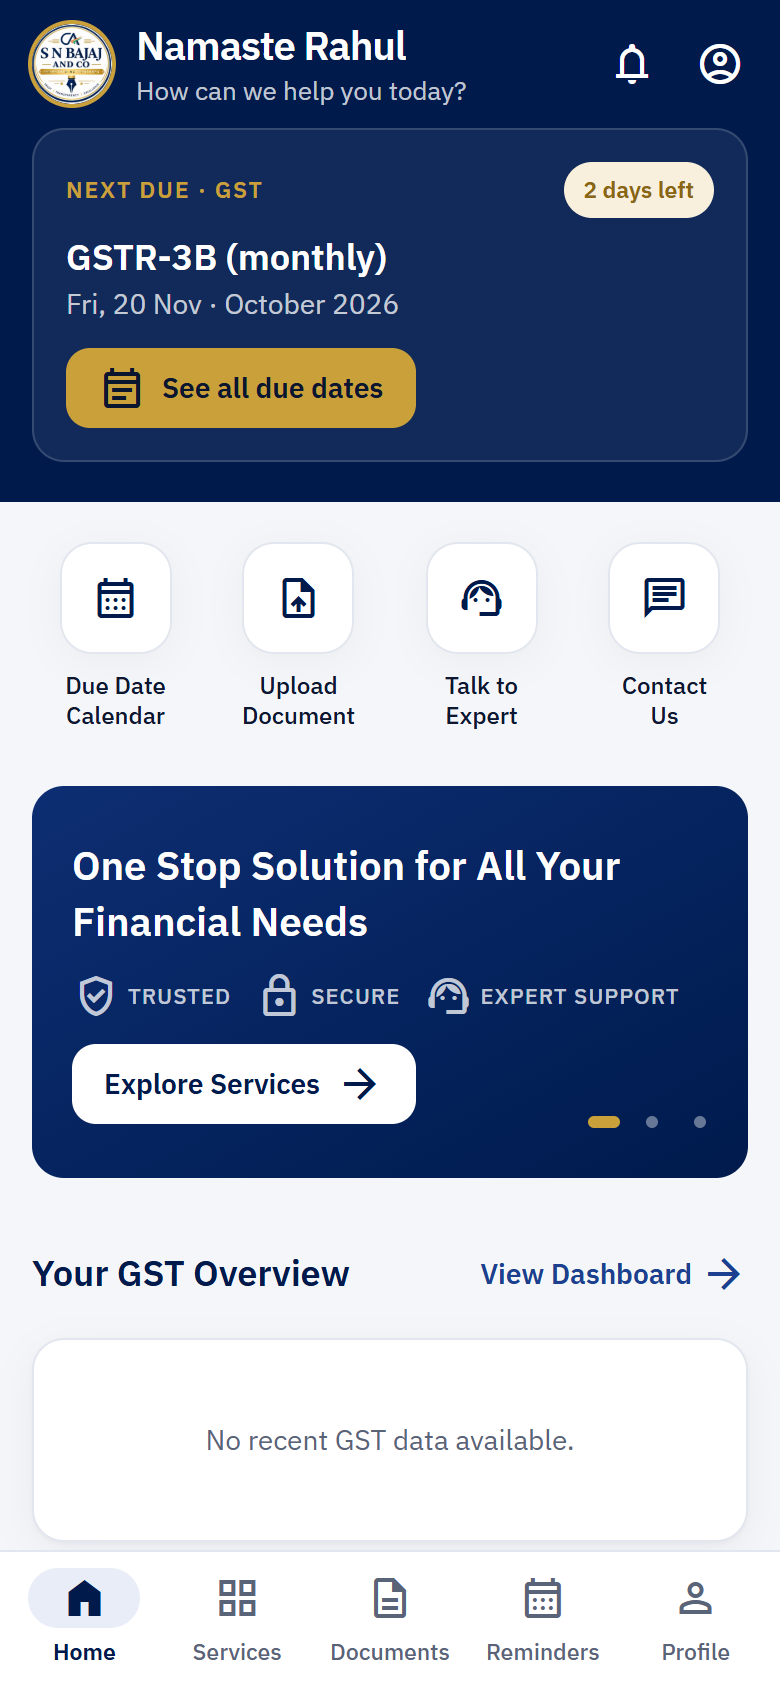 CA
S N BAJAJ
AND CO
Namaste Rahul
How can we help you today?
NEXT DUE · GST
2 days left
GSTR-3B (monthly)
Fri, 20 Nov · October 2026
See all due dates
Due Date
Calendar
Upload
Document
Talk to
Expert
Contact
Us
One Stop Solution for All Your
Financial Needs
TRUSTED
SECURE
EXPERT SUPPORT
Explore Services
Your GST Overview
View Dashboard
No recent GST data available.
Home
Services
Documents
Reminders
Profile